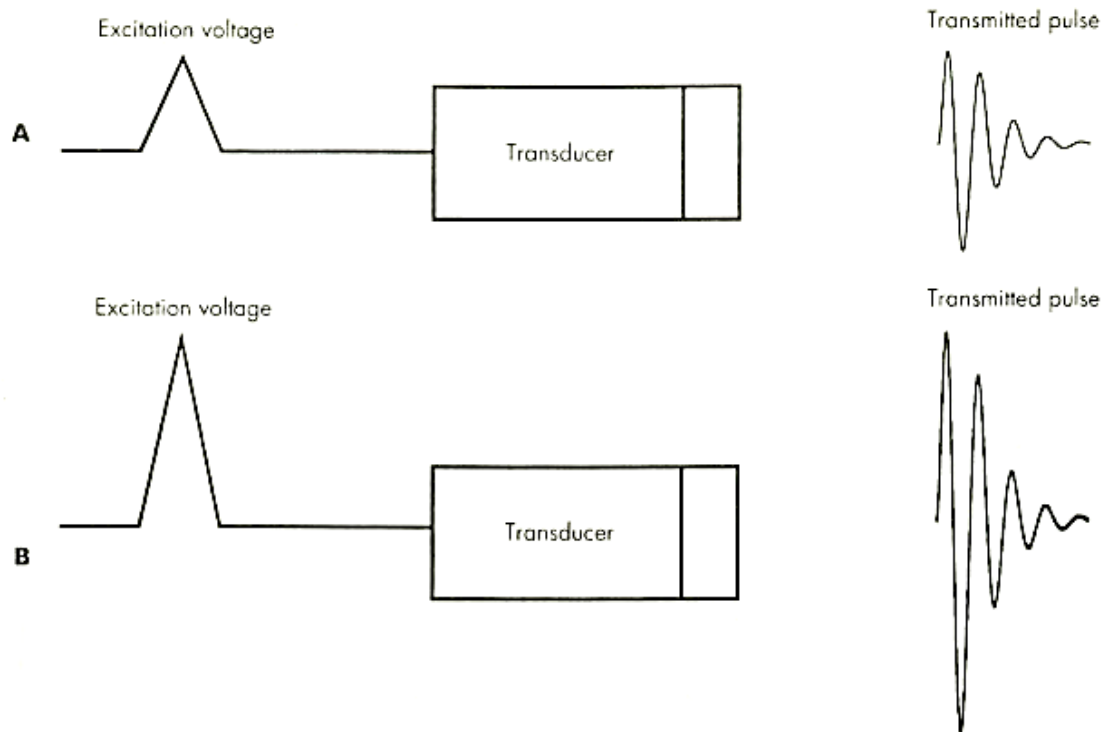 Excitation voltage
Transmitted pulse
A
Transducer
Excitation voltage
Transmitted pulse
B
Transducer